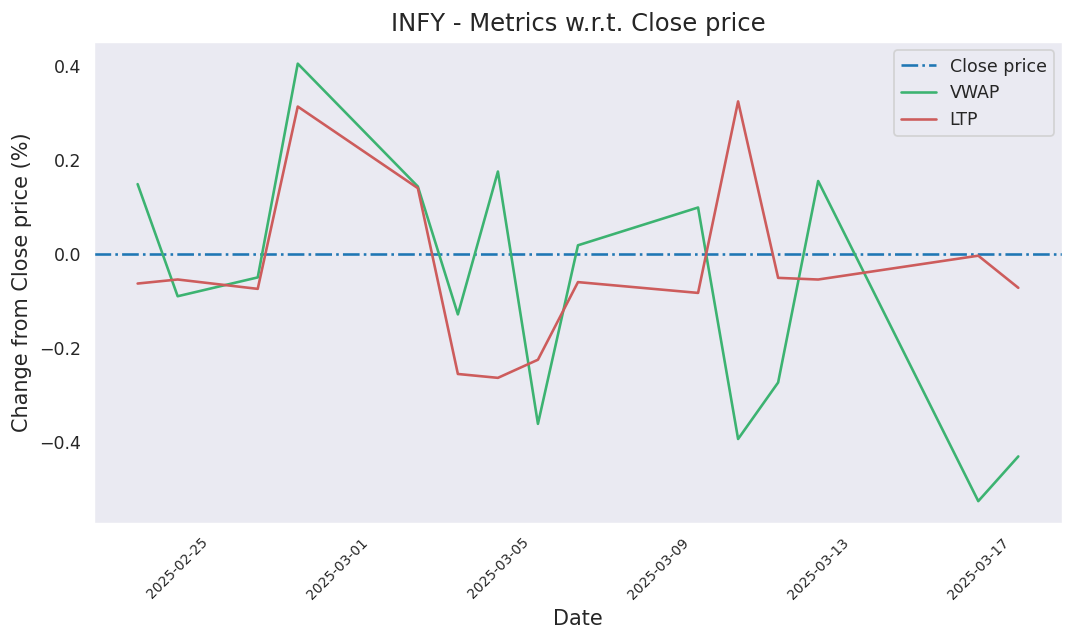 INFY - Metrics w.r.t. Close price
Close price
VWAP
LTP
Change from Close price (%)
0.4
0.2
0.0
−0.2
−0.4
2025-02-25
2025-03-01
2025-03-05
2025-03-09
2025-03-13
2025-03-17
Date